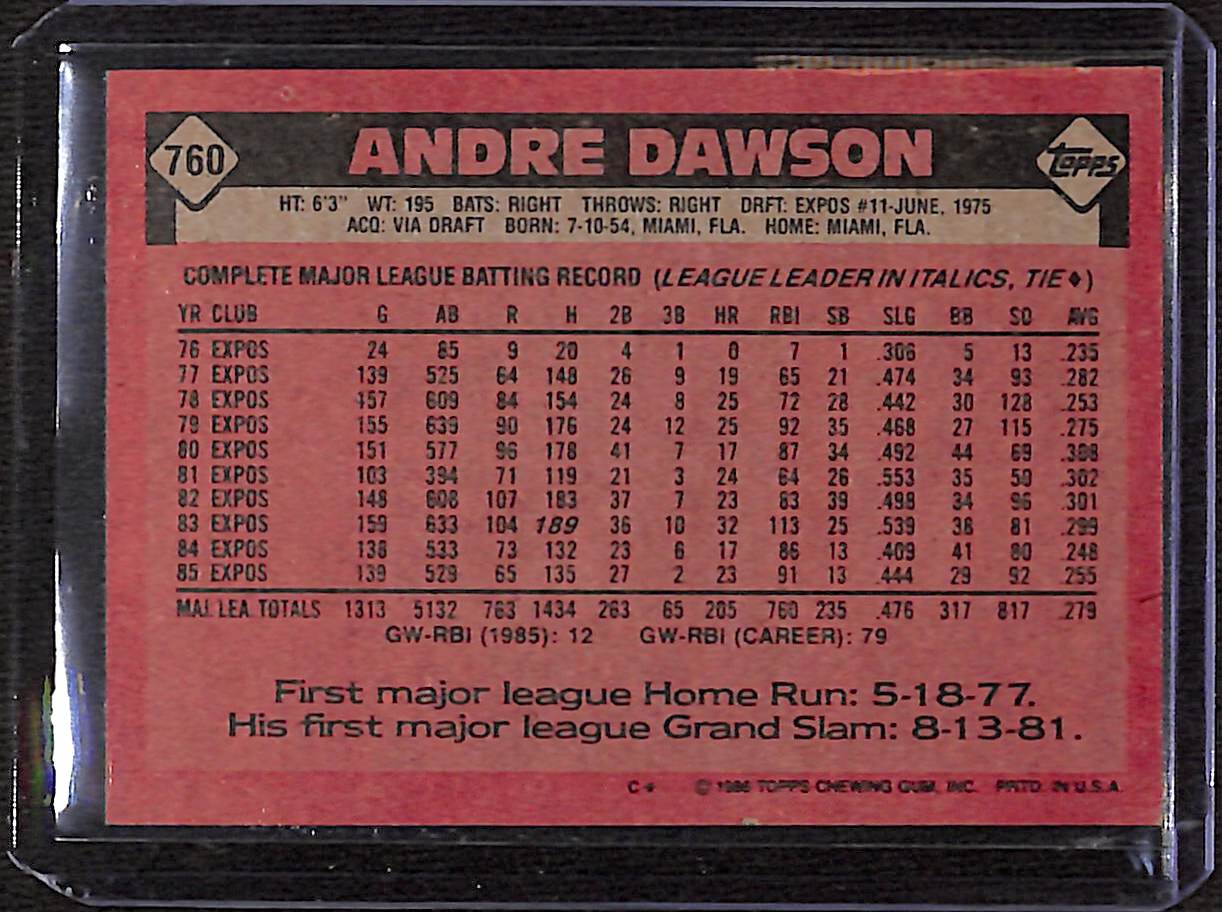 760
ANDRE DAWSON
TOPPS
HT: 6'3" WT: 195 BATS: RIGHT THROWS: RIGHT DRFT: EXPOS #11-JUNE, 1975
ACQ: VIA DRAFT BORN: 7-10-54, MIAMI, FLA. HOME: MIAMI, FLA.
COMPLETE MAJOR LEAGUE BATTING RECORD (LEAGUE LEADER IN ITALICS, TIE♦)
YR CLUB G AB R H 2B 3B HR RBI SB SLG BB SO AVG
76 EXPOS 24 85 9 20 4 1 0 7 1 .306 5 13 .235
77 EXPOS 139 525 64 148 26 9 19 65 21 .474 34 93 .282
78 EXPOS 157 609 84 154 24 8 25 72 28 .442 30 128 .253
79 EXPOS 155 639 90 176 24 12 25 92 35 .468 27 115 .275
80 EXPOS 151 577 96 178 41 7 17 87 34 .492 44 69 .308
81 EXPOS 103 394 71 119 21 3 24 64 26 .553 35 50 .302
82 EXPOS 148 608 107 183 37 7 23 83 39 .498 34 96 .301
83 EXPOS 159 633 104 189 36 10 32 113 25 .539 38 81 .299
84 EXPOS 138 533 73 132 23 6 17 86 13 .409 41 80 .248
85 EXPOS 139 529 65 135 27 2 23 91 13 .444 29 92 .255
MAJ. LEA. TOTALS 1313 5132 763 1434 263 65 205 760 235 .476 317 817 .279
GW-RBI (1985): 12 GW-RBI (CAREER): 79
First major league Home Run: 5-18-77.
His first major league Grand Slam: 8-13-81.
C* © 1986 TOPPS CHEWING GUM, INC. PRTD. IN U.S.A.